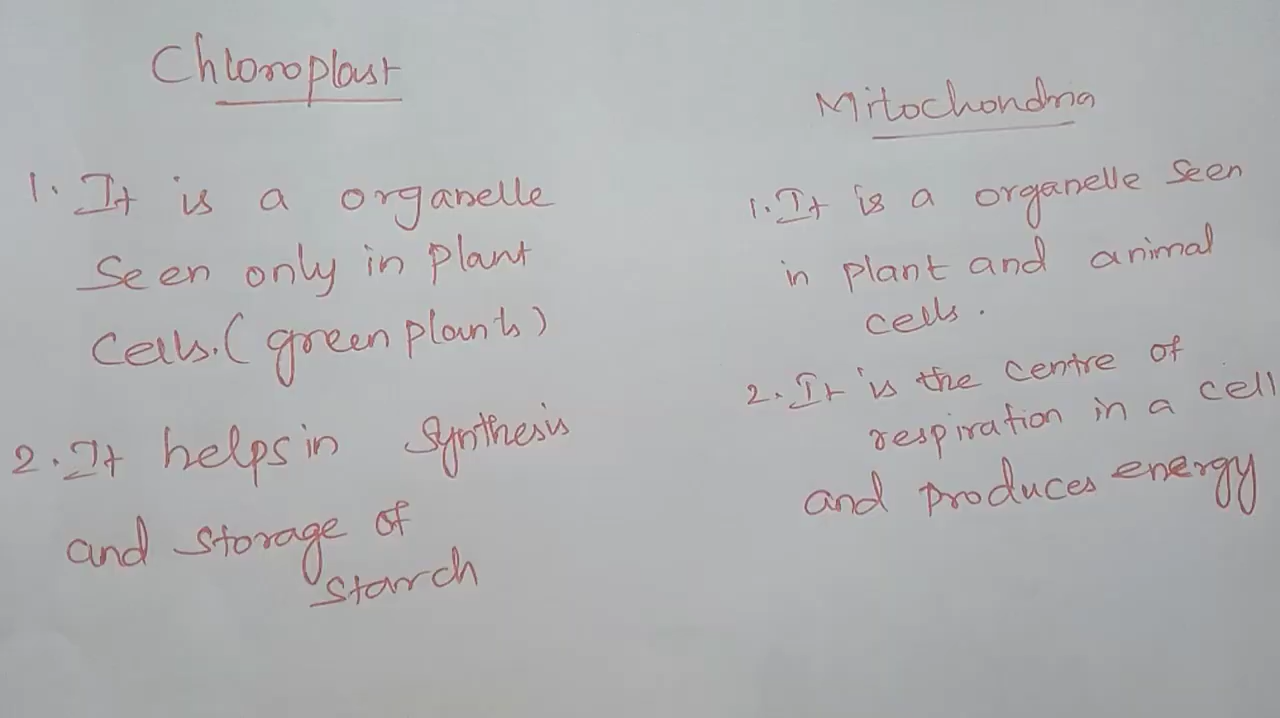 Chloroplast
1. It is a organelle
Seen only in plant
Cells. (green plants)
2. It helps in synthesis
and storage of
starch
Mitochondria
1. It is a organelle seen
in plant and animal
cells.
2. It is the centre of
respiration in a cell
and produces energy